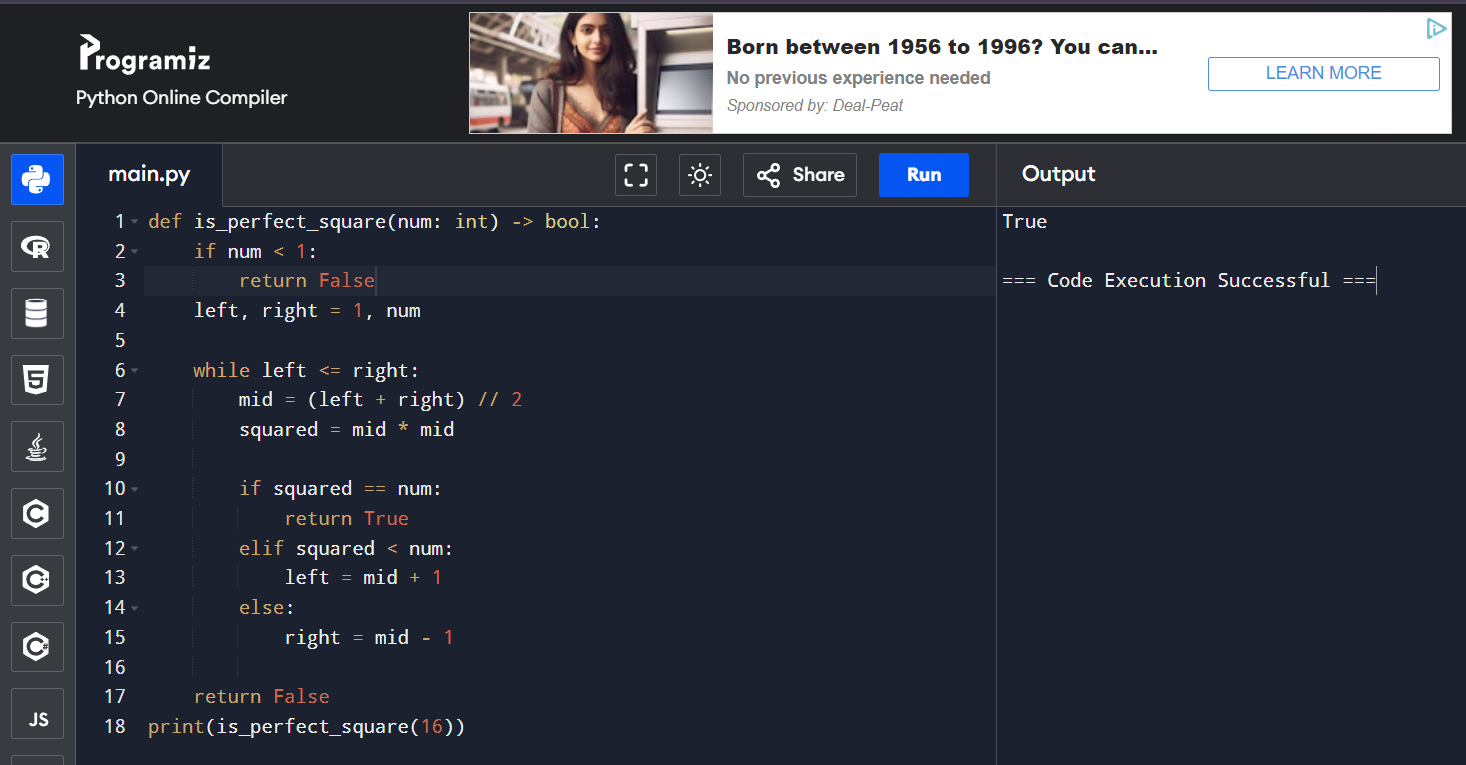 Programiz
Python Online Compiler
Born between 1956 to 1996? You can...
No previous experience needed
Sponsored by: Deal-Peat
LEARN MORE
main.py
Share
Run
Output
1 def is_perfect_square(num: int) -> bool:
2     if num < 1:
3         return False
4     left, right = 1, num
5
6     while left <= right:
7         mid = (left + right) // 2
8         squared = mid * mid
9
10         if squared == num:
11             return True
12         elif squared < num:
13             left = mid + 1
14         else:
15             right = mid - 1
16
17     return False
18 print(is_perfect_square(16))
True
=== Code Execution Successful ===
R
5
C
C++
C#
JS